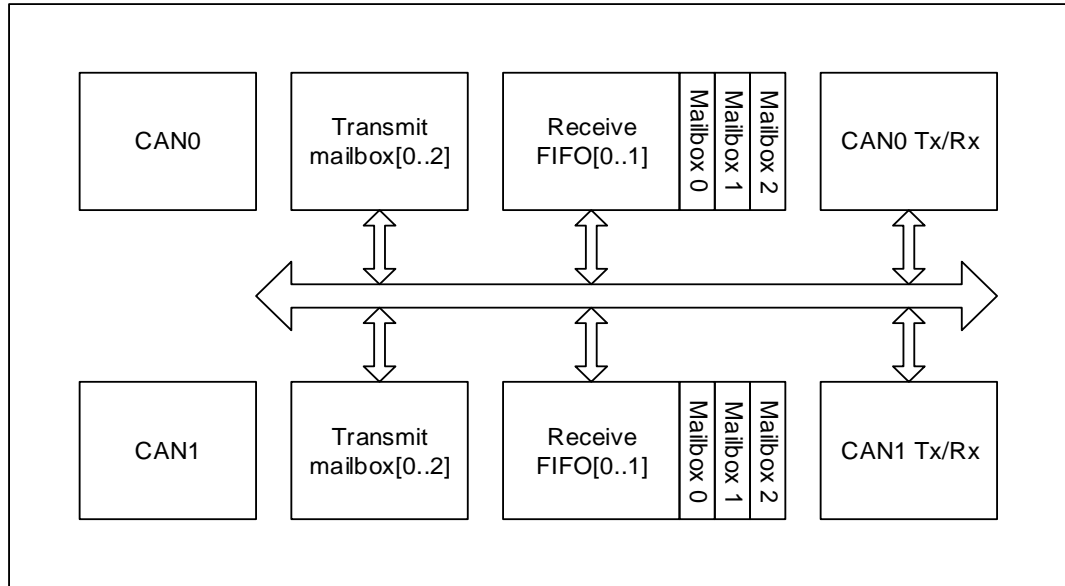 CAN0
Transmit
mailbox[0..2]
Receive
FIFO[0..1]
Mailbox 0
Mailbox 1
Mailbox 2
CAN0 Tx/Rx
CAN1
Transmit
mailbox[0..2]
Receive
FIFO[0..1]
Mailbox 0
Mailbox 1
Mailbox 2
CAN1 Tx/Rx